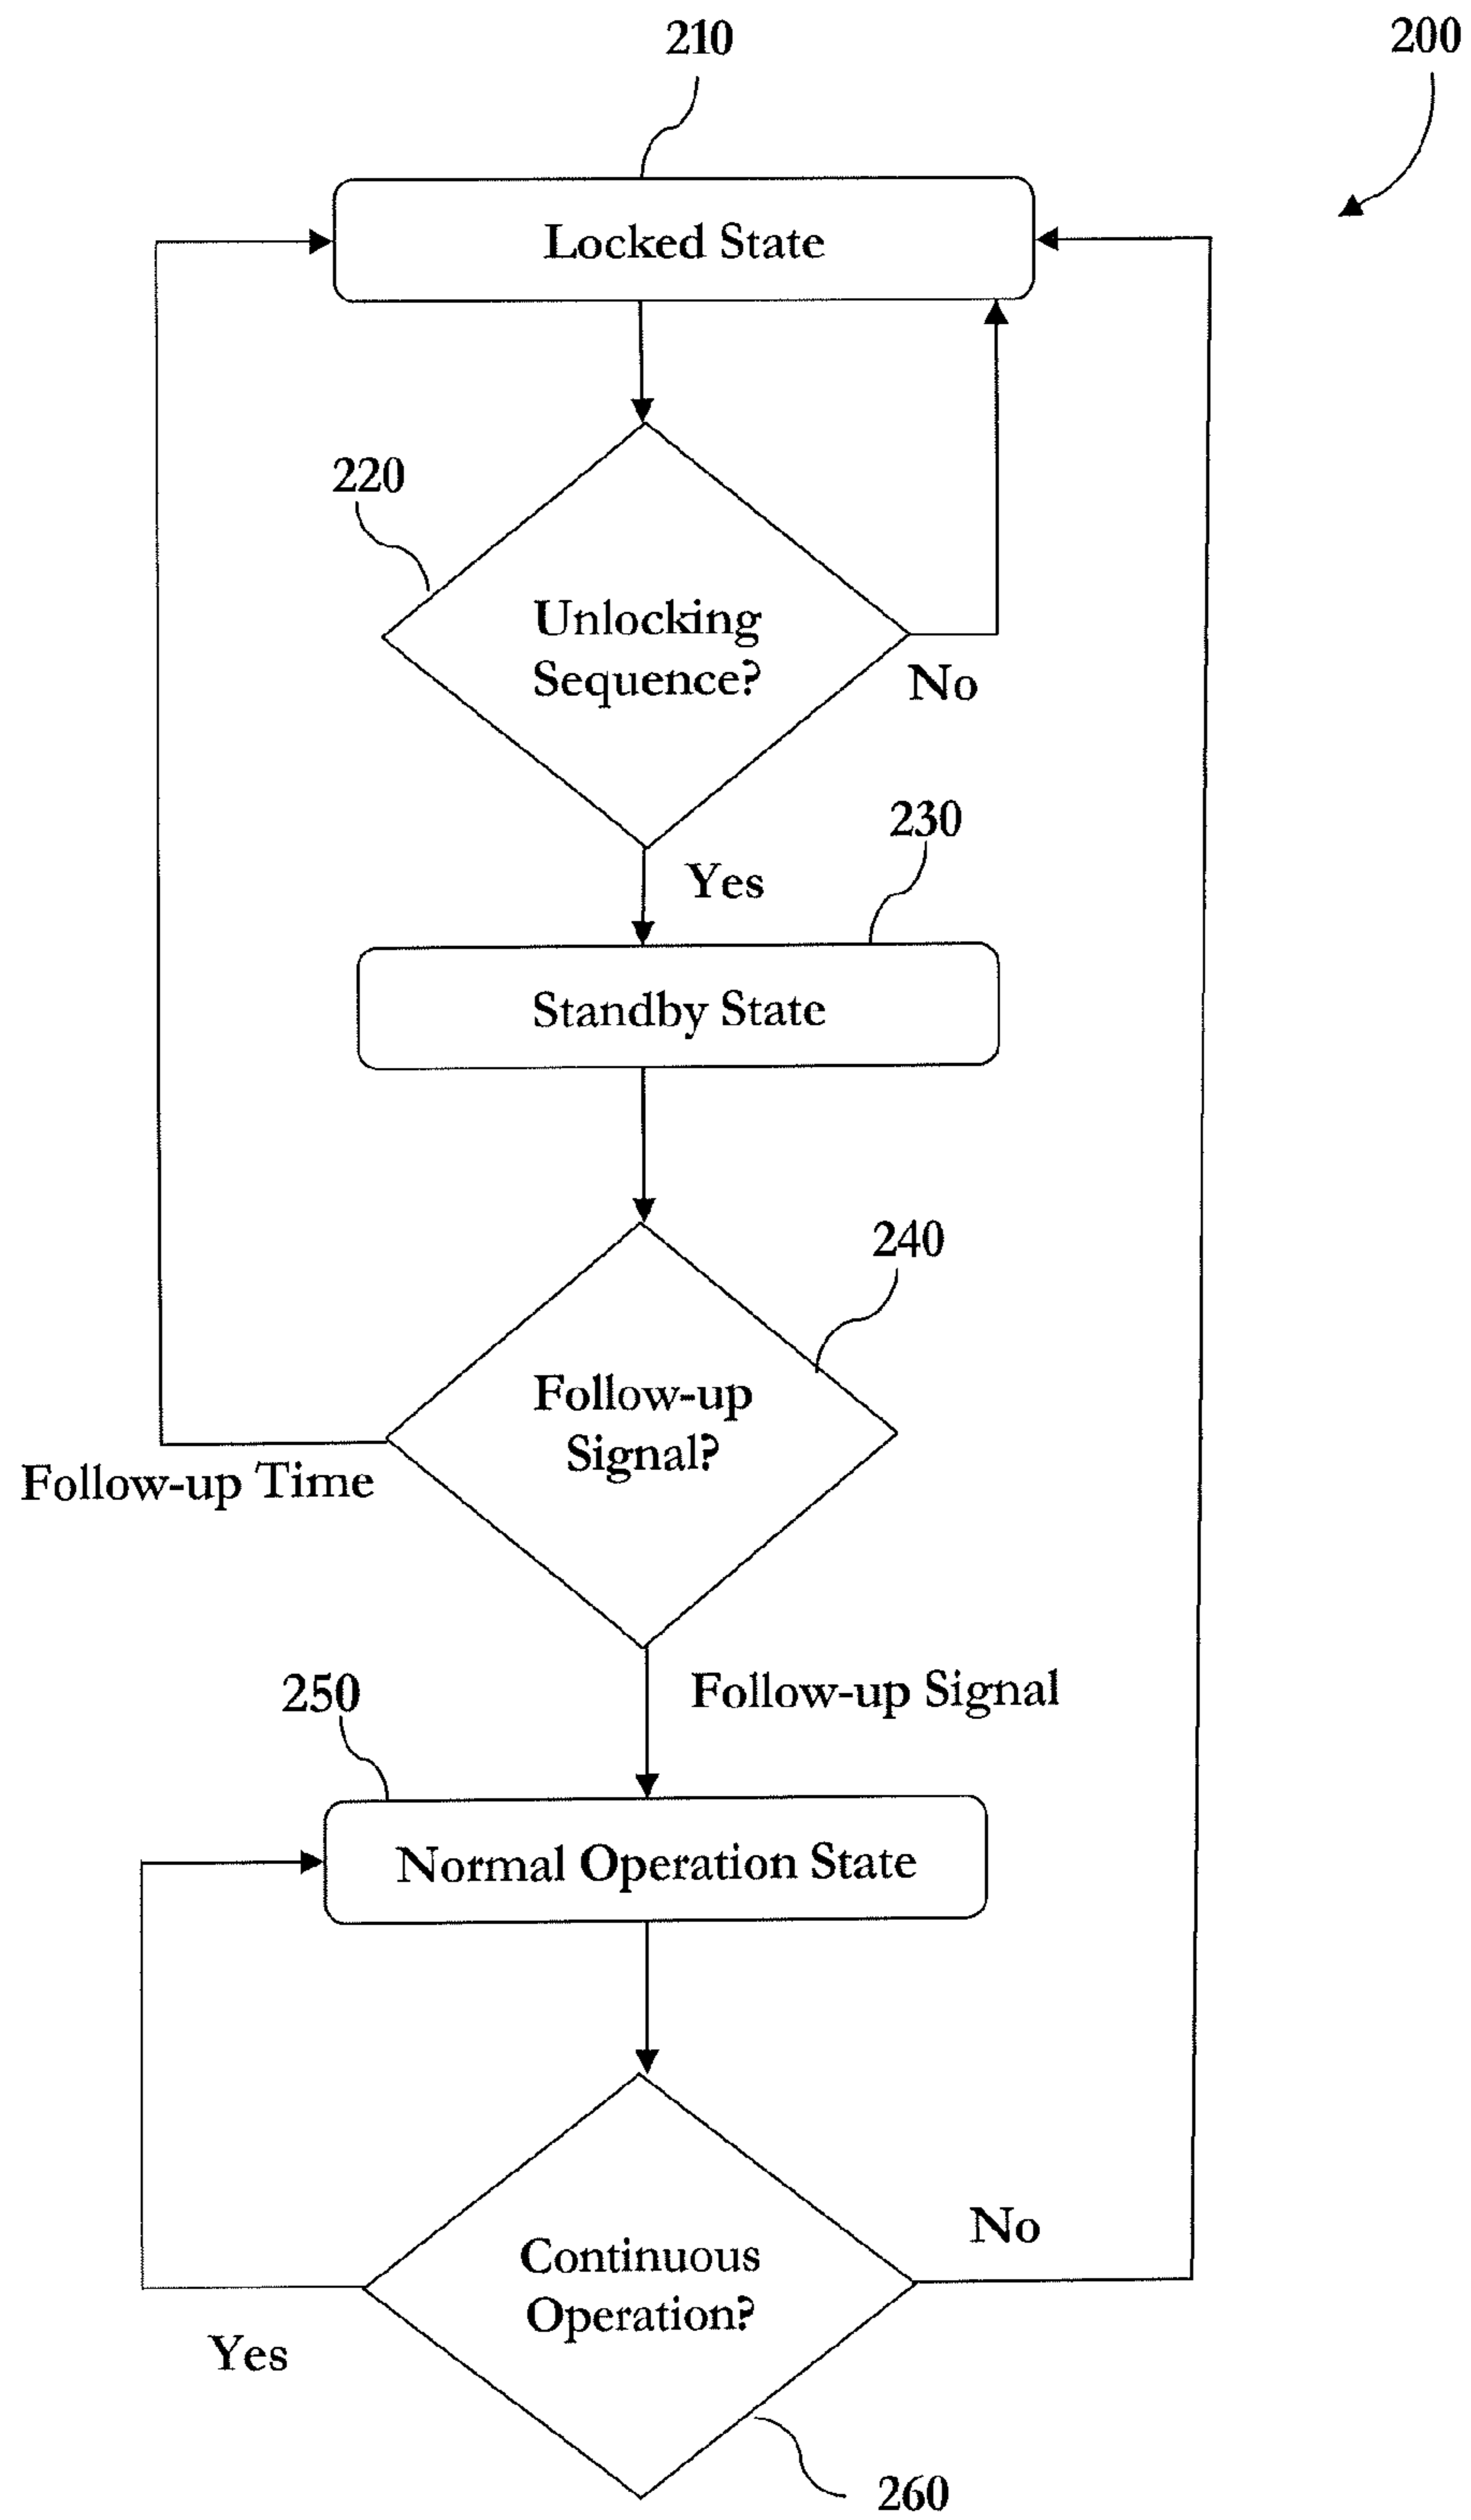 210
200
Locked State
220
Unlocking
Sequence?
No
230
Yes
Standby State
240
Follow-up
Signal?
Follow-up Time
250
Follow-up Signal
Normal Operation State
No
Continuous
Operation?
Yes
260